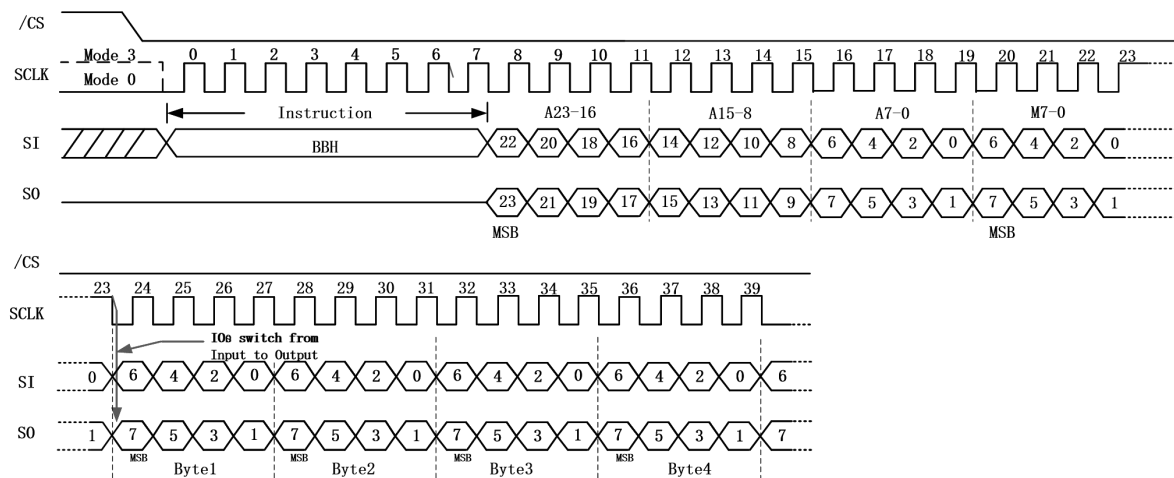 /CS
Mode 3 0 1 2 3 4 5 6 7 8 9 10 11 12 13 14 15 16 17 18 19 20 21 22 23
SCLK Mode 0
Instruction A23-16 A15-8 A7-0 M7-0
SI BBH 22 20 18 16 14 12 10 8 6 4 2 0 6 4 2 0
SO 23 21 19 17 15 13 11 9 7 5 3 1 7 5 3 1
MSB MSB
/CS
23 24 25 26 27 28 29 30 31 32 33 34 35 36 37 38 39
SCLK
IOs switch from
Input to Output
SI 0 6 4 2 0 6 4 2 0 6 4 2 0 6 4 2 0 6
SO 1 7 5 3 1 7 5 3 1 7 5 3 1 7 5 3 1 7
MSB MSB MSB MSB
Byte1 Byte2 Byte3 Byte4